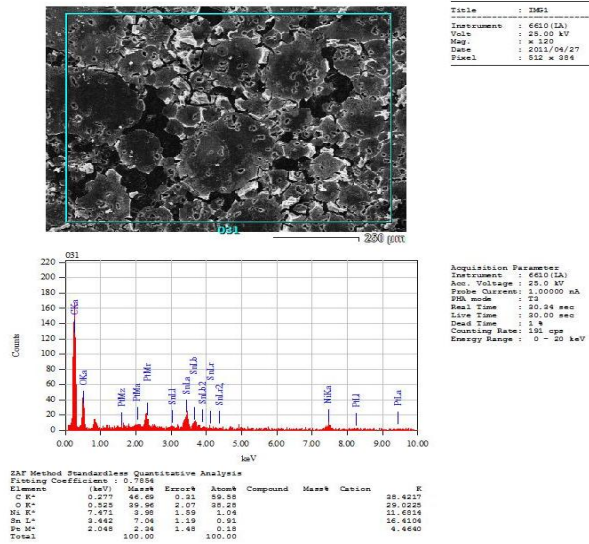 Title : IMG1
Instrument : 6610(LA)
Volt : 25.00 kV
Mag. : x 120
Date : 2011/04/27
Pixel : 512 x 384
031
250 µm
031
220
200
180
160
140
120
100
80
60
40
20
0
Counts
CKa
OKa
PtMz
PtMa
PtMr
SnLl
SnLa
SnLb
SnLb2
SnLr
SnLr2,
NiKa
PtLl
PtLa
0.00 1.00 2.00 3.00 4.00 5.00 6.00 7.00 8.00 9.00 10.00
keV
Acquisition Parameter
Instrument : 6610(LA)
Acc. Voltage : 25.0 kV
Probe Current: 1.00000 nA
PHA mode : T3
Real Time : 30.34 sec
Live Time : 30.00 sec
Dead Time : 1 %
Counting Rate: 191 cps
Energy Range : 0 - 20 keV
ZAF Method Standardless Quantitative Analysis
Fitting Coefficient : 0.7854
Element (keV) Mass% Error% Atom% Compound Mass% Cation K
C K* 0.277 46.69 0.31 59.58 38.4217
O K* 0.525 39.96 2.07 38.28 29.0225
Ni K* 7.471 3.98 1.59 1.04 11.6814
Sn L* 3.442 7.04 1.19 0.91 16.4104
Pt M* 2.048 2.34 1.48 0.18 4.4640
Total 100.00 100.00